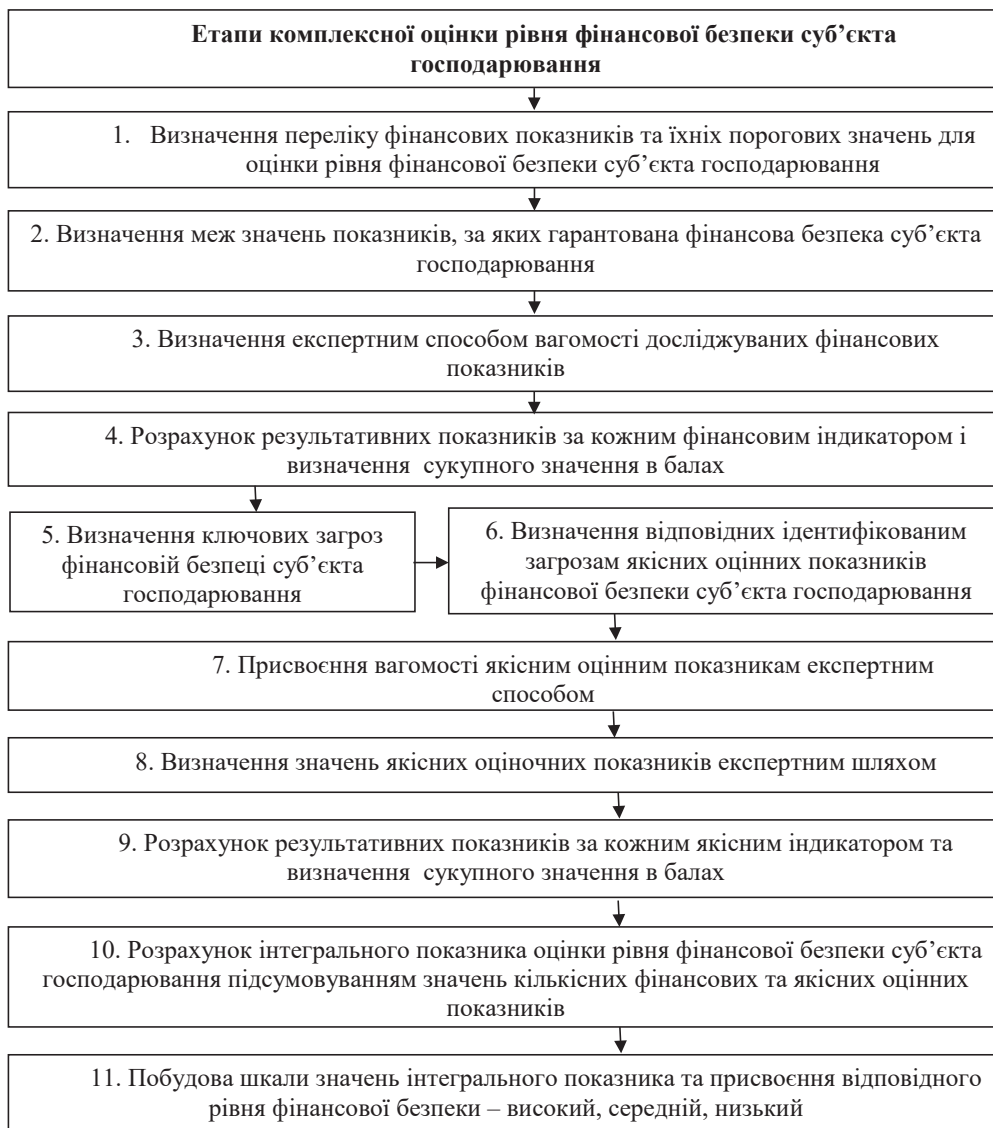 Етапи комплексної оцінки рівня фінансової безпеки суб’єкта
господарювання
1. Визначення переліку фінансових показників та їхніх порогових значень для
оцінки рівня фінансової безпеки суб’єкта господарювання
2. Визначення меж значень показників, за яких гарантована фінансова безпека суб’єкта
господарювання
3. Визначення експертним способом вагомості досліджуваних фінансових
показників
4. Розрахунок результативних показників за кожним фінансовим індикатором і
визначення сукупного значення в балах
5. Визначення ключових загроз
фінансовій безпеці суб’єкта
господарювання
6. Визначення відповідних ідентифікованим
загрозам якісних оцінних показників
фінансової безпеки суб’єкта господарювання
7. Присвоєння вагомості якісним оцінним показникам експертним
способом
8. Визначення значень якісних оціночних показників експертним шляхом
9. Розрахунок результативних показників за кожним якісним індикатором та
визначення сукупного значення в балах
10. Розрахунок інтегрального показника оцінки рівня фінансової безпеки суб’єкта
господарювання підсумовуванням значень кількісних фінансових та якісних оцінних
показників
11. Побудова шкали значень інтегрального показника та присвоєння відповідного
рівня фінансової безпеки – високий, середній, низький